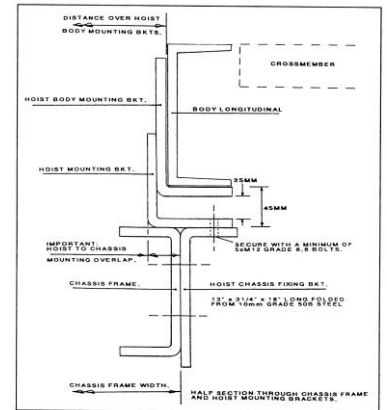 DISTANCE OVER HOIST
BODY MOUNTING BKTS.
CROSSMEMBER
HOIST BODY MOUNTING BKT.
BODY LONGITUDINAL
HOIST MOUNTING BKT.
25MM
45MM
IMPORTANT:
HOIST TO CHASSIS
MOUNTING OVERLAP.
SECURE WITH A MINIMUM OF
5xM12 GRADE 8.8 BOLTS.
CHASSIS FRAME.
HOIST CHASSIS FIXING BKT.
13" x 31/4" x 18" LONG FOLDED
FROM 10mm GRADE 50B STEEL
CHASSIS FRAME WIDTH.
HALF SECTION THROUGH CHASSIS FRAME
AND HOIST MOUNTING BRACKETS.